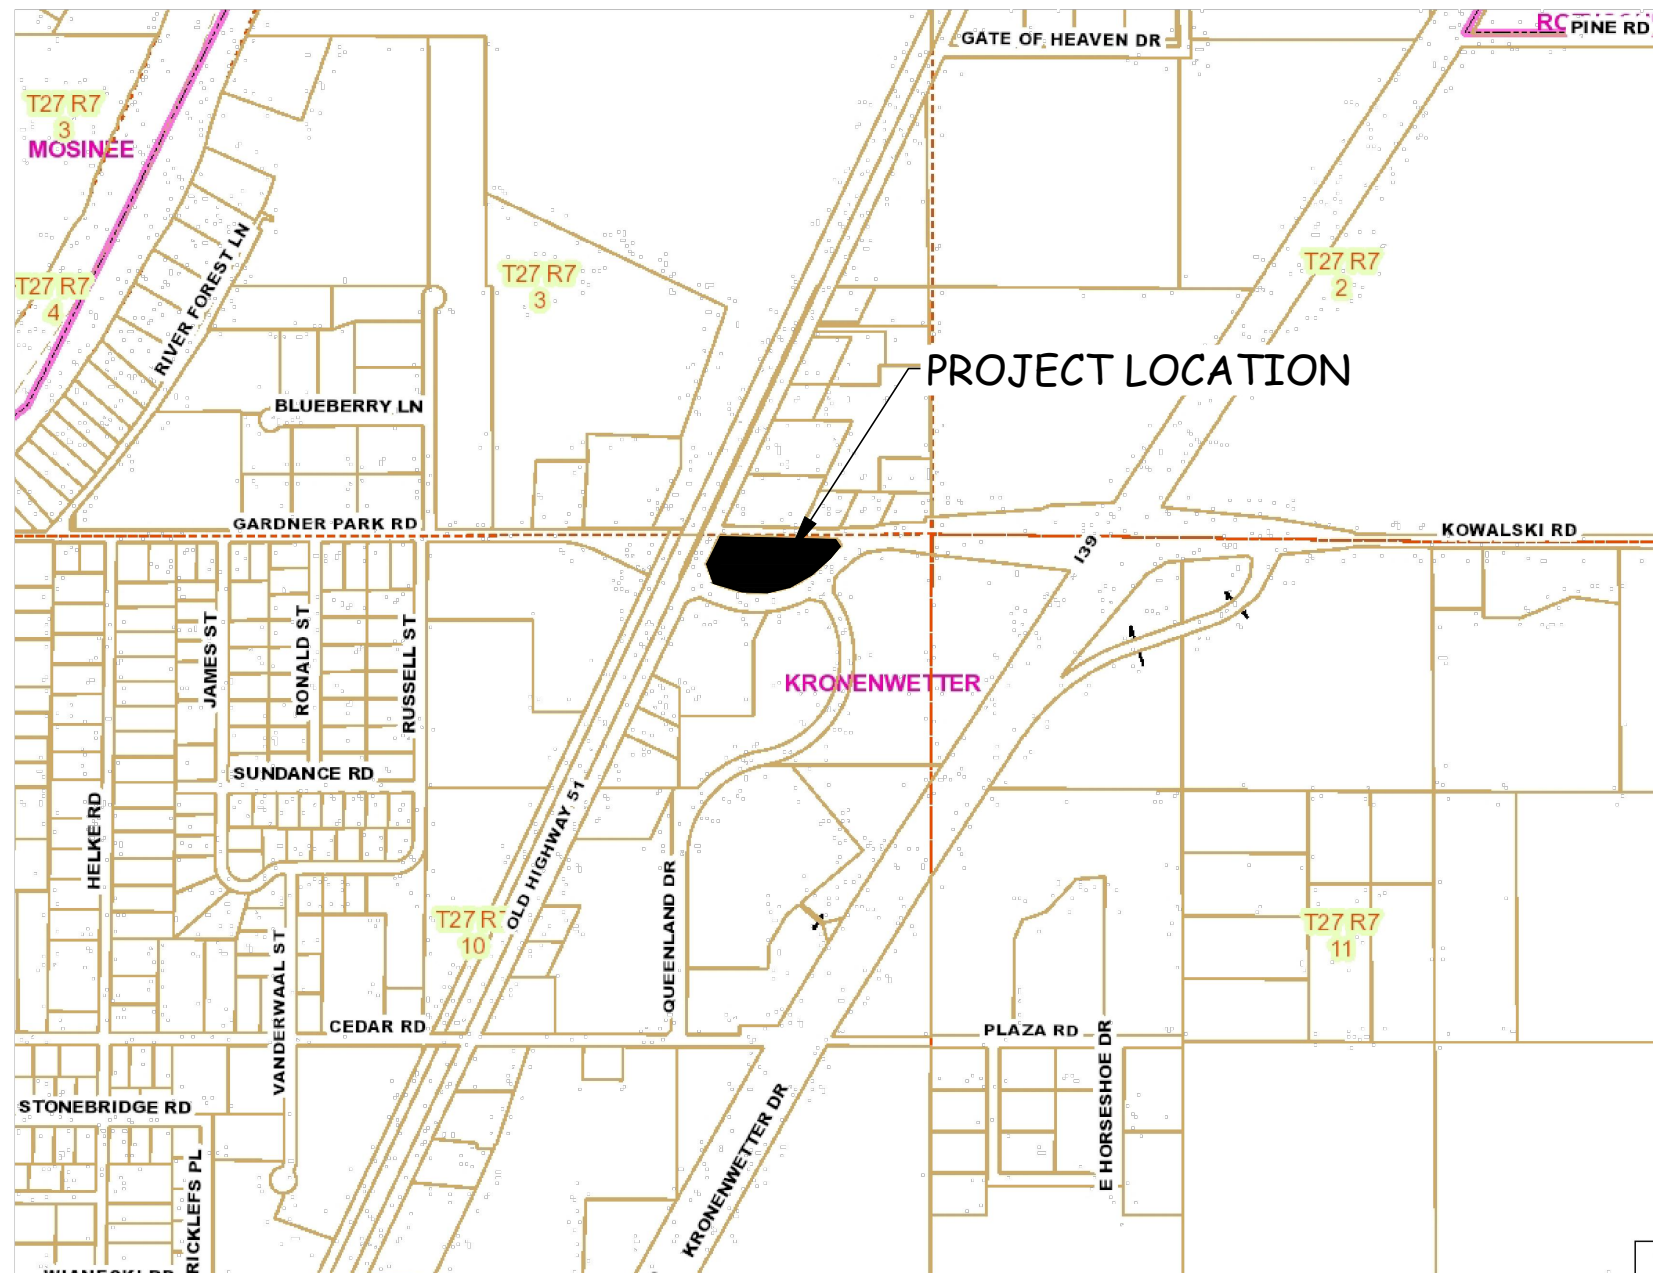 GATE OF HEAVEN DR
PINE RD
T27 R7
3
MOSINEE
T27 R7
4
RIVER FOREST LN
T27 R7
3
T27 R7
2
PROJECT LOCATION
BLUEBERRY LN
GARDNER PARK RD
KOWALSKI RD
I39
JAMES ST
RONALD ST
RUSSELL ST
KRONENWETTER
SUNDANCE RD
HELKE RD
OLD HIGHWAY 51
QUEENLAND DR
T27 R7
10
T27 R7
11
VANDERWAAL ST
CEDAR RD
PLAZA RD
E HORSESHOE DR
STONEBRIDGE RD
KRONENWETTER DR
RICKLEFS PL